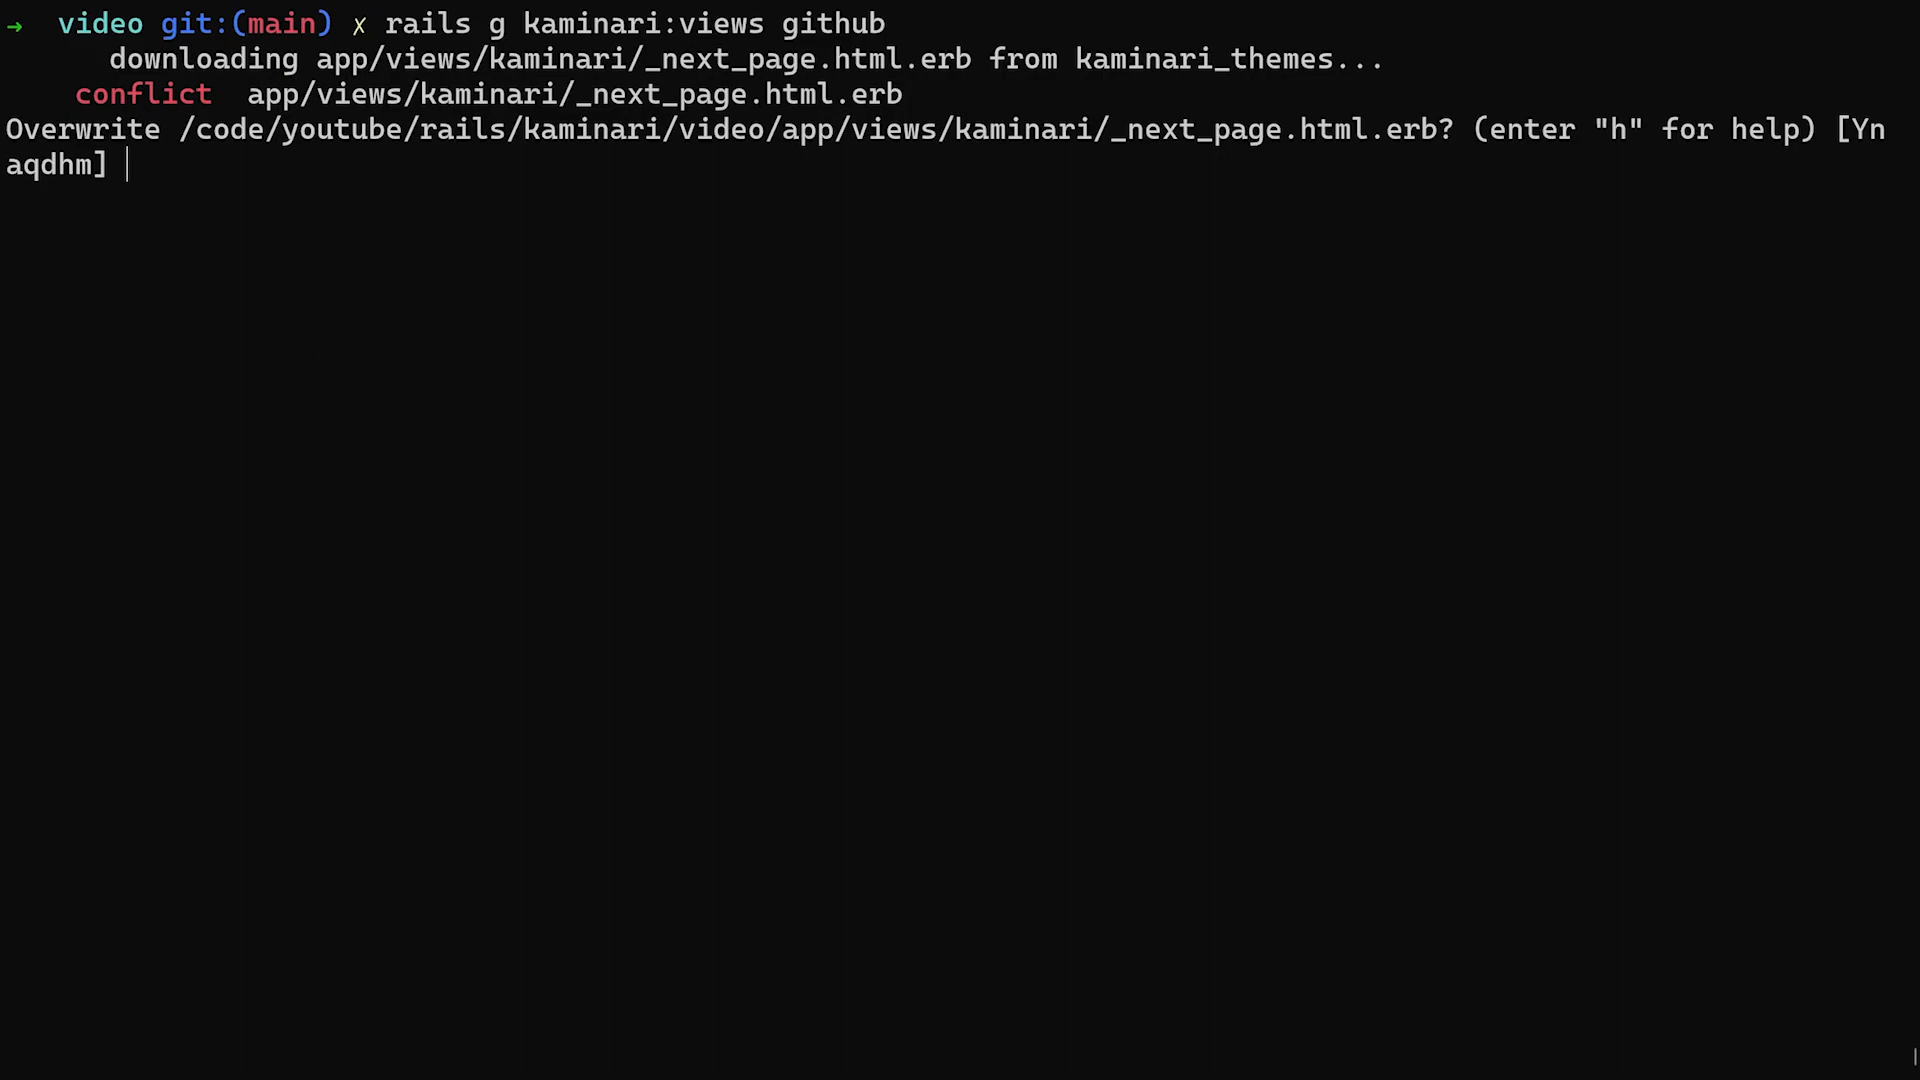 →  video git:(main) ✗ rails g kaminari:views github
      downloading app/views/kaminari/_next_page.html.erb from kaminari_themes...
    conflict  app/views/kaminari/_next_page.html.erb
Overwrite /code/youtube/rails/kaminari/video/app/views/kaminari/_next_page.html.erb? (enter "h" for help) [Yn
aqdhm]